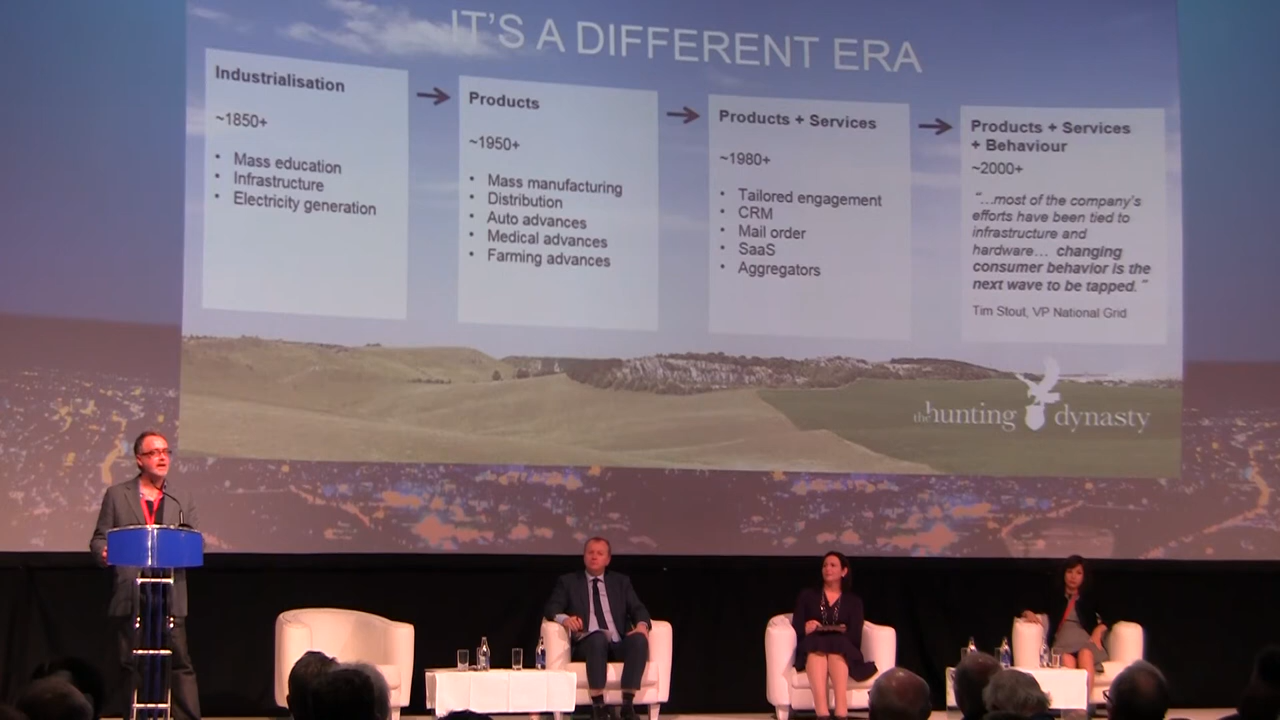 IT'S A DIFFERENT ERA
Industrialisation
~1850+
• Mass education
• Infrastructure
• Electricity generation
Products
~1950+
• Mass manufacturing
• Distribution
• Auto advances
• Medical advances
• Farming advances
Products + Services
~1980+
• Tailored engagement
• CRM
• Mail order
• SaaS
• Aggregators
Products + Services
+ Behaviour
~2000+
“...most of the company's
efforts have been tied to
infrastructure and
hardware... changing
consumer behavior is the
next wave to be tapped.”
Tim Stout, VP National Grid
the hunting dynasty